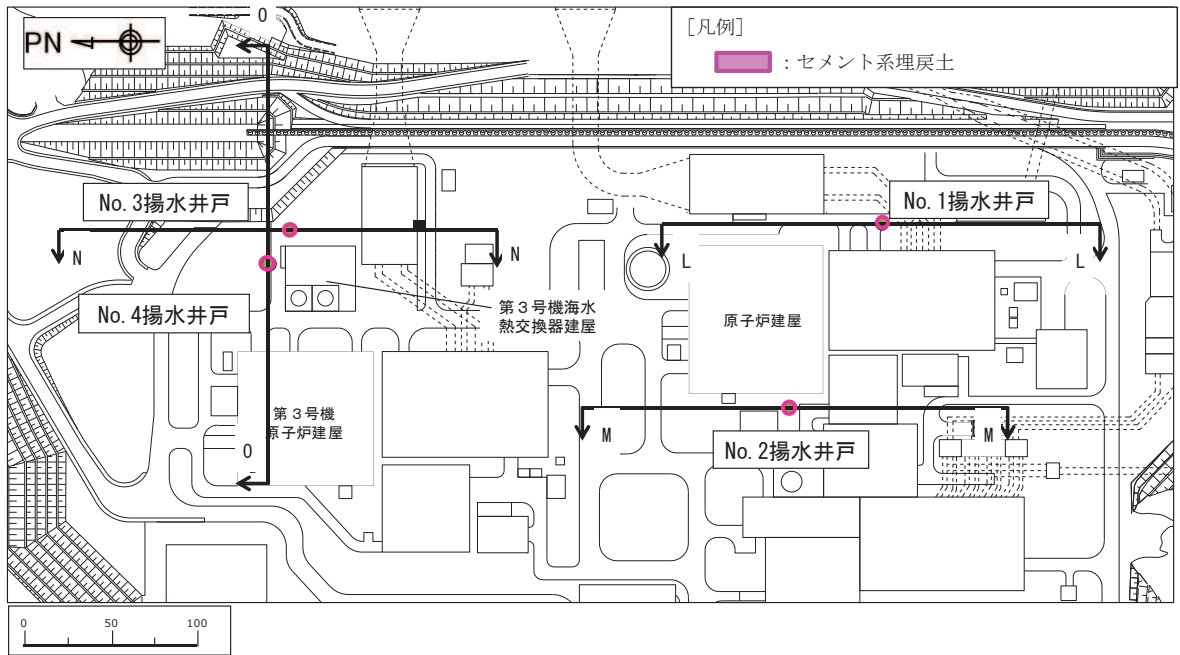 PN
O
[凡例]
：セメント系埋戻土
No. 3揚水井戸
No. 1揚水井戸
N
N
L
L
No. 4揚水井戸
第３号機海水
熱交換器建屋
原子炉建屋
第３号機
原子炉建屋
O
M
M
No. 2揚水井戸
0
50
100